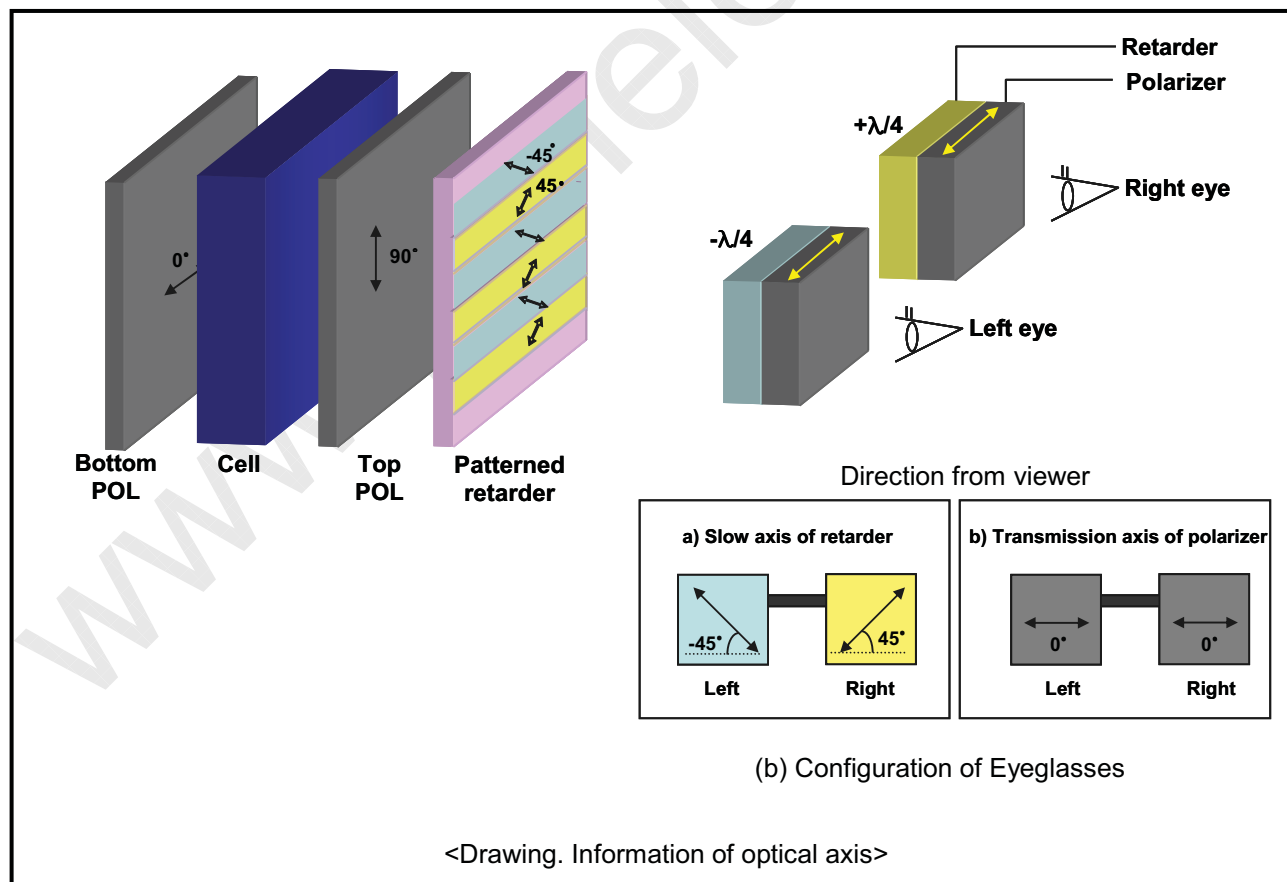 Retarder
Polarizer
+λ/4
-45°
45°
Right eye
0°
90°
-λ/4
Left eye
Bottom
POL
Cell
Top
POL
Patterned
retarder
Direction from viewer
a) Slow axis of retarder
-45°
45°
Left
Right
b) Transmission axis of polarizer
0°
0°
Left
Right
(b) Configuration of Eyeglasses
<Drawing. Information of optical axis>